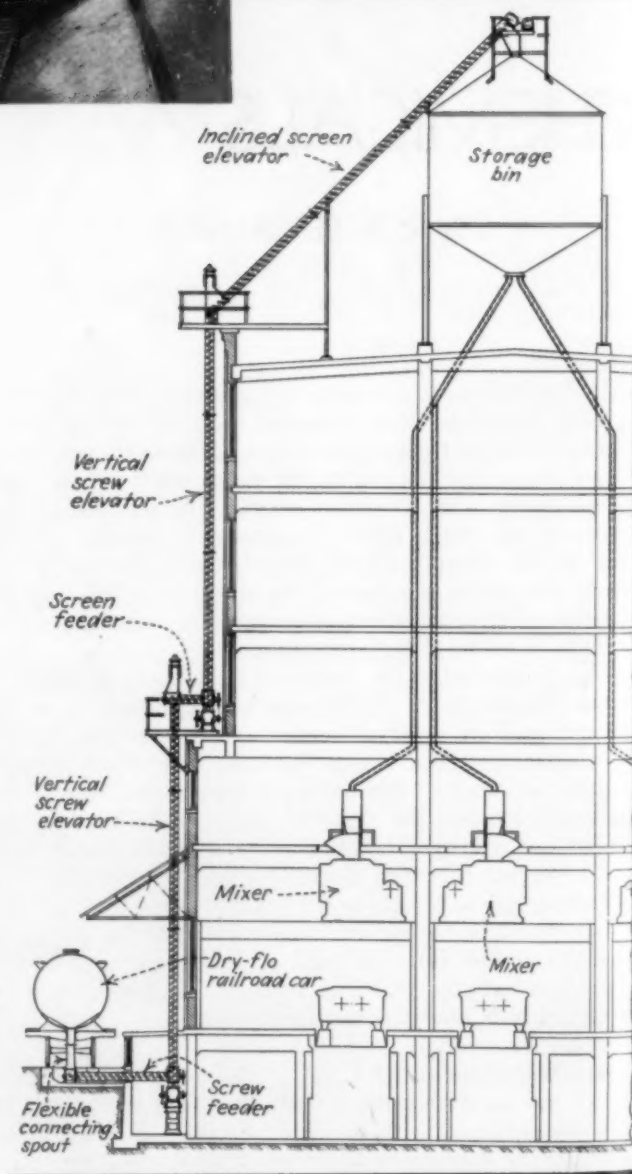 Inclined screen
elevator
Storage
bin
Vertical
screw
elevator
Screen
feeder
Vertical
screw
elevator
Mixer
Mixer
Dry-flo
railroad car
Screw
feeder
Flexible
connecting
spout